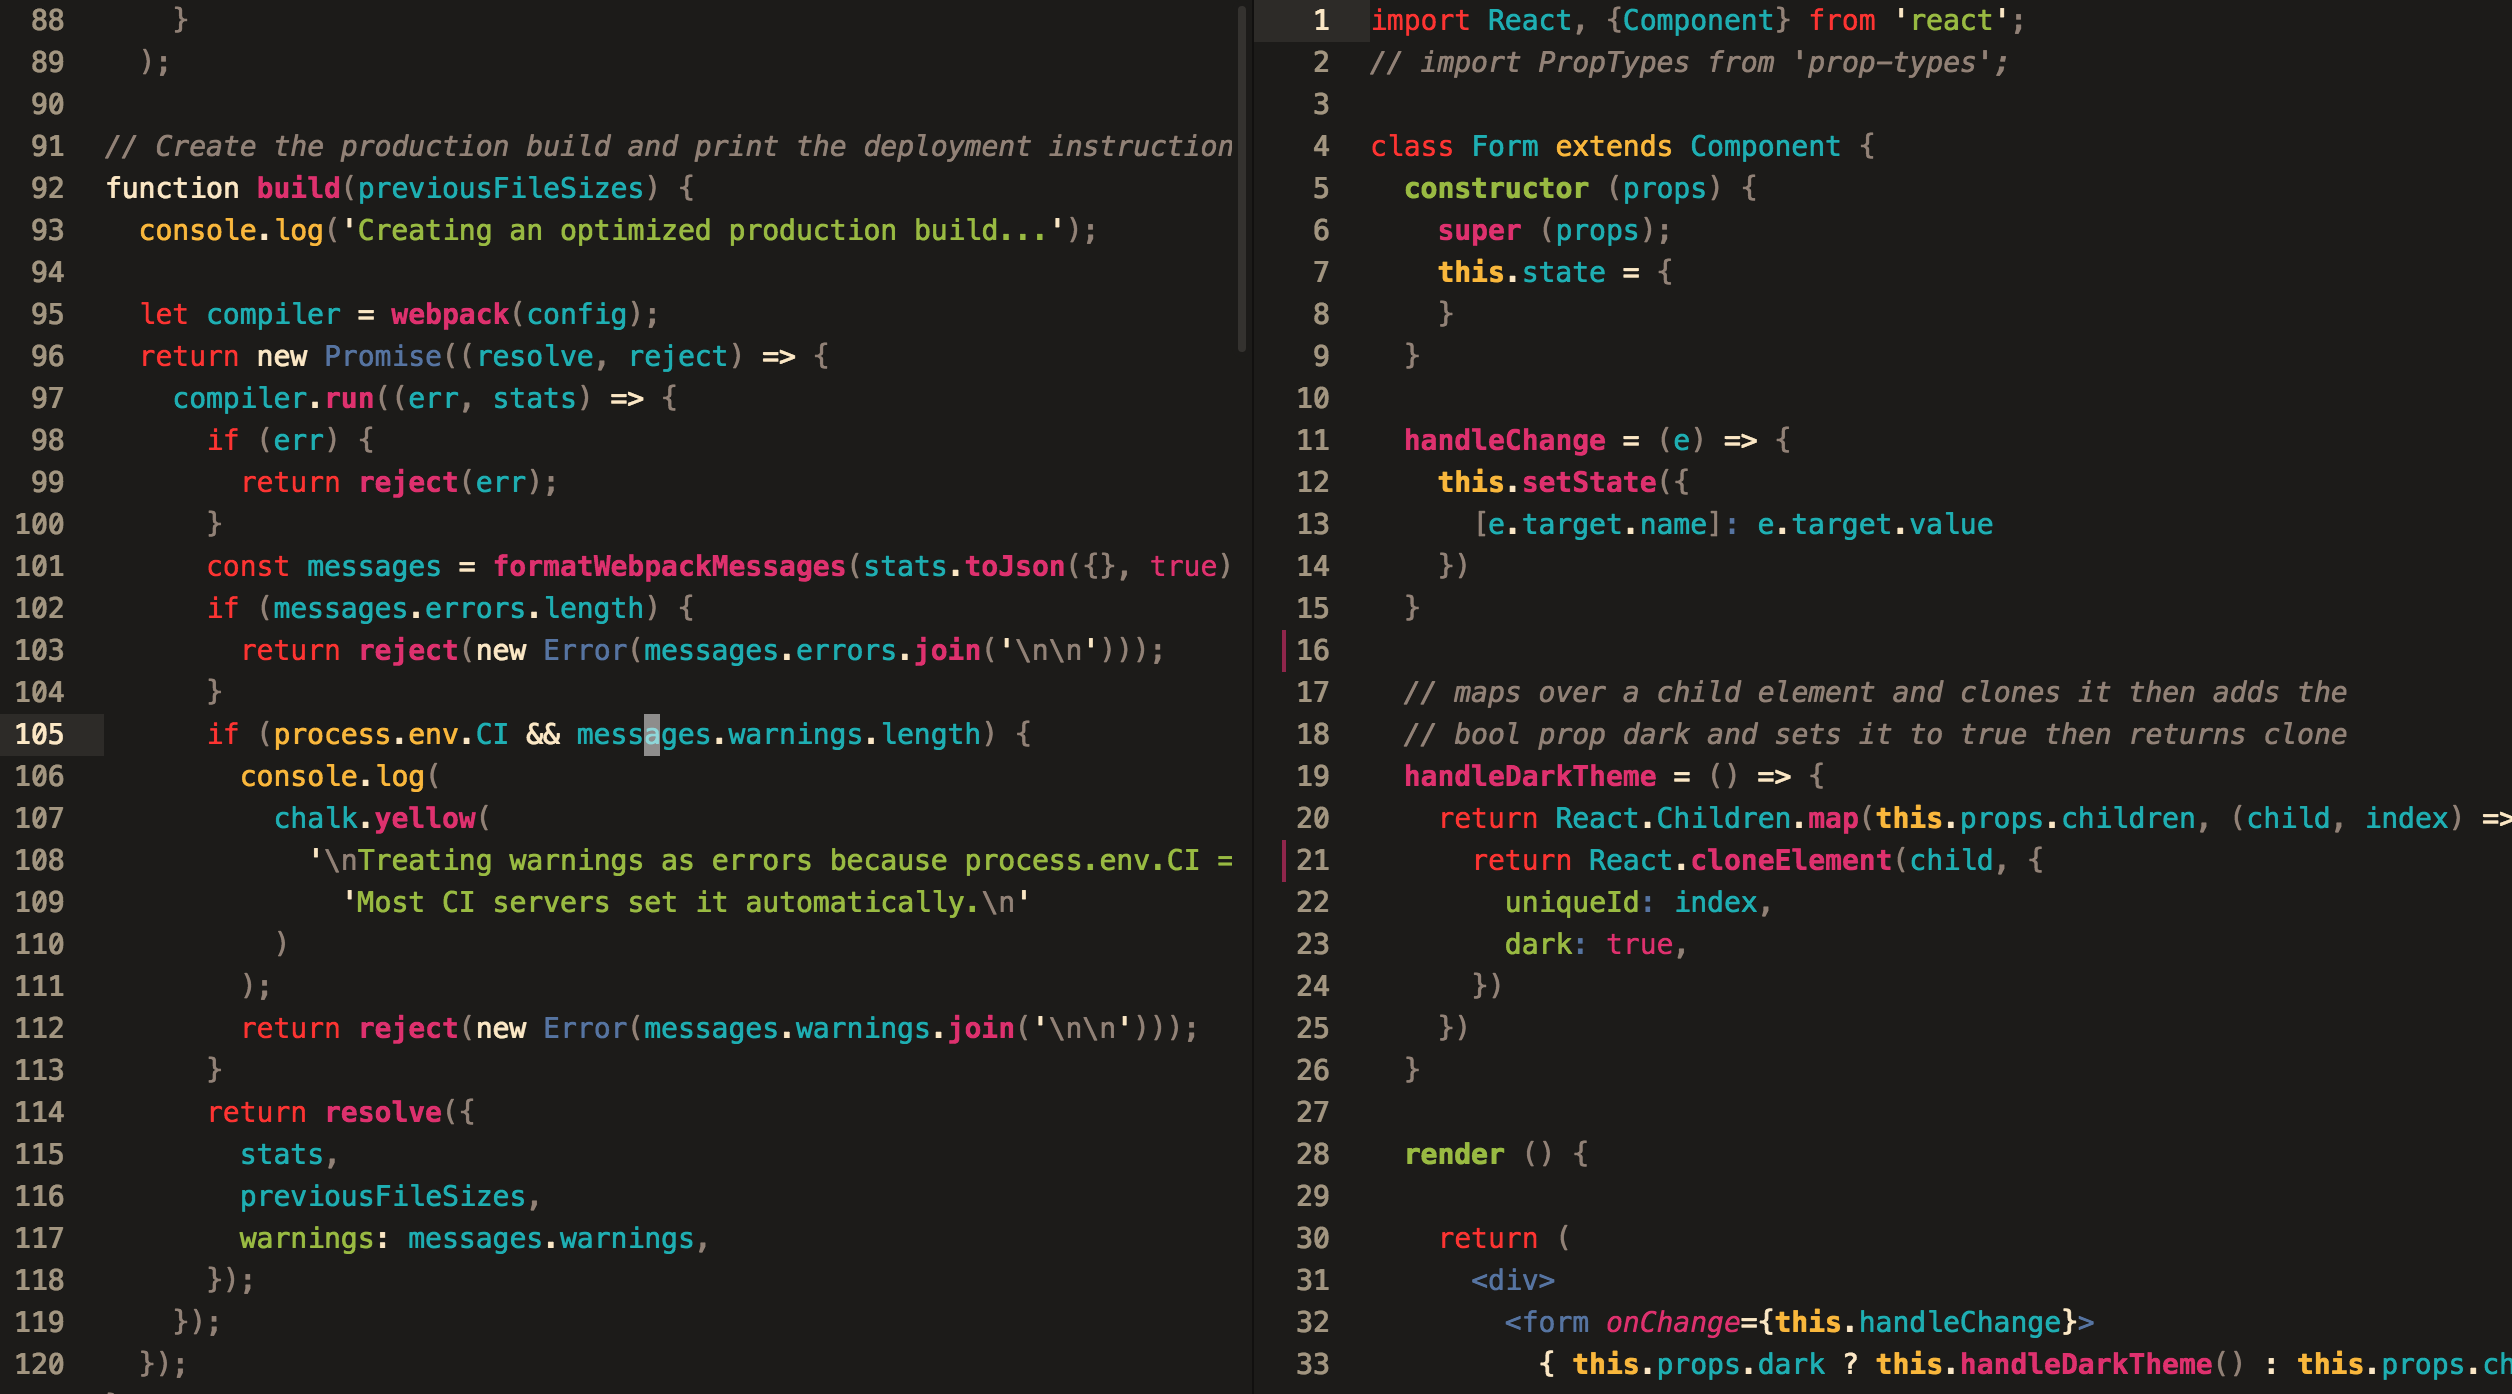 88     }
89   );
90
91 // Create the production build and print the deployment instruction
92 function build(previousFileSizes) {
93   console.log('Creating an optimized production build...');
94
95   let compiler = webpack(config);
96   return new Promise((resolve, reject) => {
97     compiler.run((err, stats) => {
98       if (err) {
99         return reject(err);
100       }
101       const messages = formatWebpackMessages(stats.toJson({}, true)
102       if (messages.errors.length) {
103         return reject(new Error(messages.errors.join('\n\n')));
104       }
105       if (process.env.CI && messages.warnings.length) {
106         console.log(
107           chalk.yellow(
108             '\nTreating warnings as errors because process.env.CI =
109               'Most CI servers set it automatically.\n'
110           )
111         );
112         return reject(new Error(messages.warnings.join('\n\n')));
113       }
114       return resolve({
115         stats,
116         previousFileSizes,
117         warnings: messages.warnings,
118       });
119     });
120   });
1 import React, {Component} from 'react';
2 // import PropTypes from 'prop-types';
3
4 class Form extends Component {
5   constructor (props) {
6     super (props);
7     this.state = {
8     }
9   }
10
11   handleChange = (e) => {
12     this.setState({
13       [e.target.name]: e.target.value
14     })
15   }
16
17   // maps over a child element and clones it then adds the
18   // bool prop dark and sets it to true then returns clone
19   handleDarkTheme = () => {
20     return React.Children.map(this.props.children, (child, index) =>
21       return React.cloneElement(child, {
22         uniqueId: index,
23         dark: true,
24       })
25     })
26   }
27
28   render () {
29
30     return (
31       <div>
32         <form onChange={this.handleChange}>
33           { this.props.dark ? this.handleDarkTheme() : this.props.ch